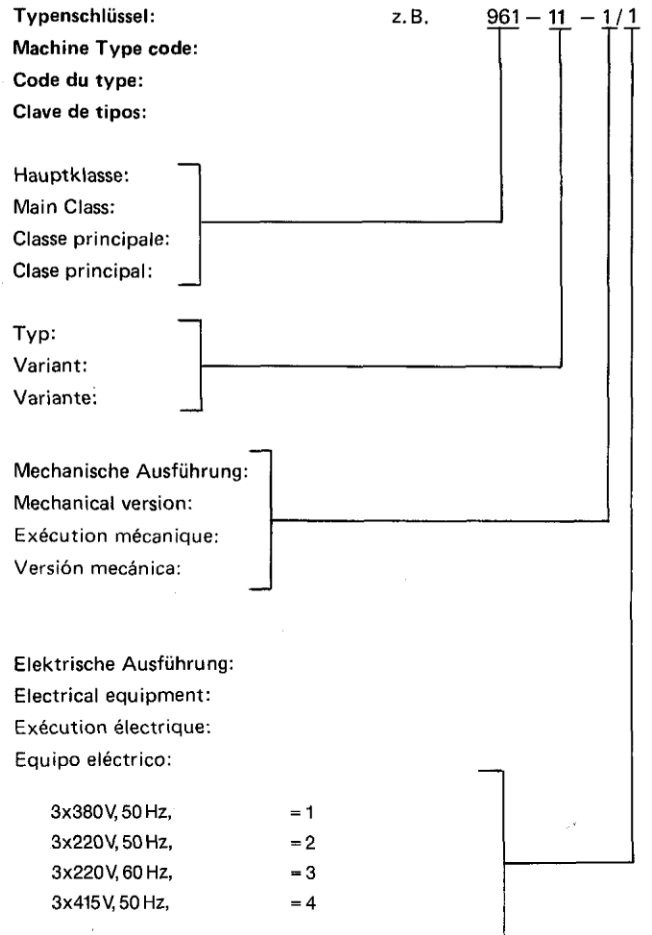 Typenschlüssel: z. B. 961 – 11 – 1 / 1
Machine Type code:
Code du type:
Clave de tipos:
Hauptklasse:
Main Class:
Classe principale:
Clase principal:
Typ:
Variant:
Variante:
Mechanische Ausführung:
Mechanical version:
Exécution mécanique:
Versión mecánica:
Elektrische Ausführung:
Electrical equipment:
Exécution électrique:
Equipo eléctrico:
3x380V, 50 Hz, = 1
3x220V, 50 Hz, = 2
3x220V, 60 Hz, = 3
3x415V, 50 Hz, = 4